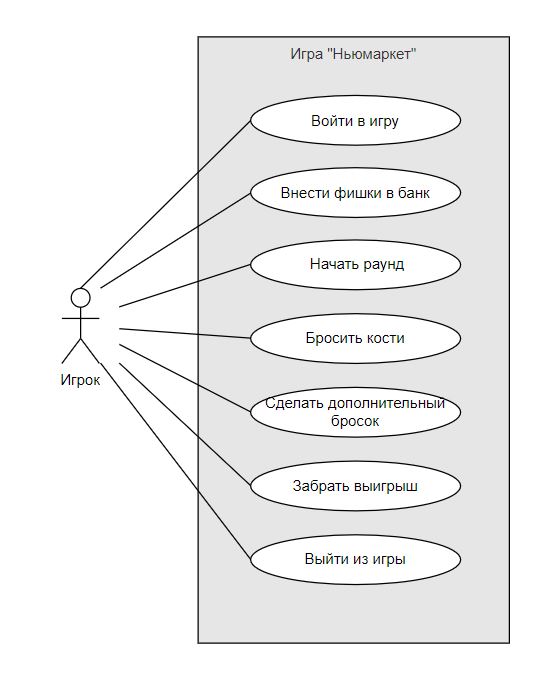 Игра "Ньюмаркет"
Войти в игру
Внести фишки в банк
Начать раунд
Бросить кости
Игрок
Сделать дополнительный
бросок
Забрать выигрыш
Выйти из игры